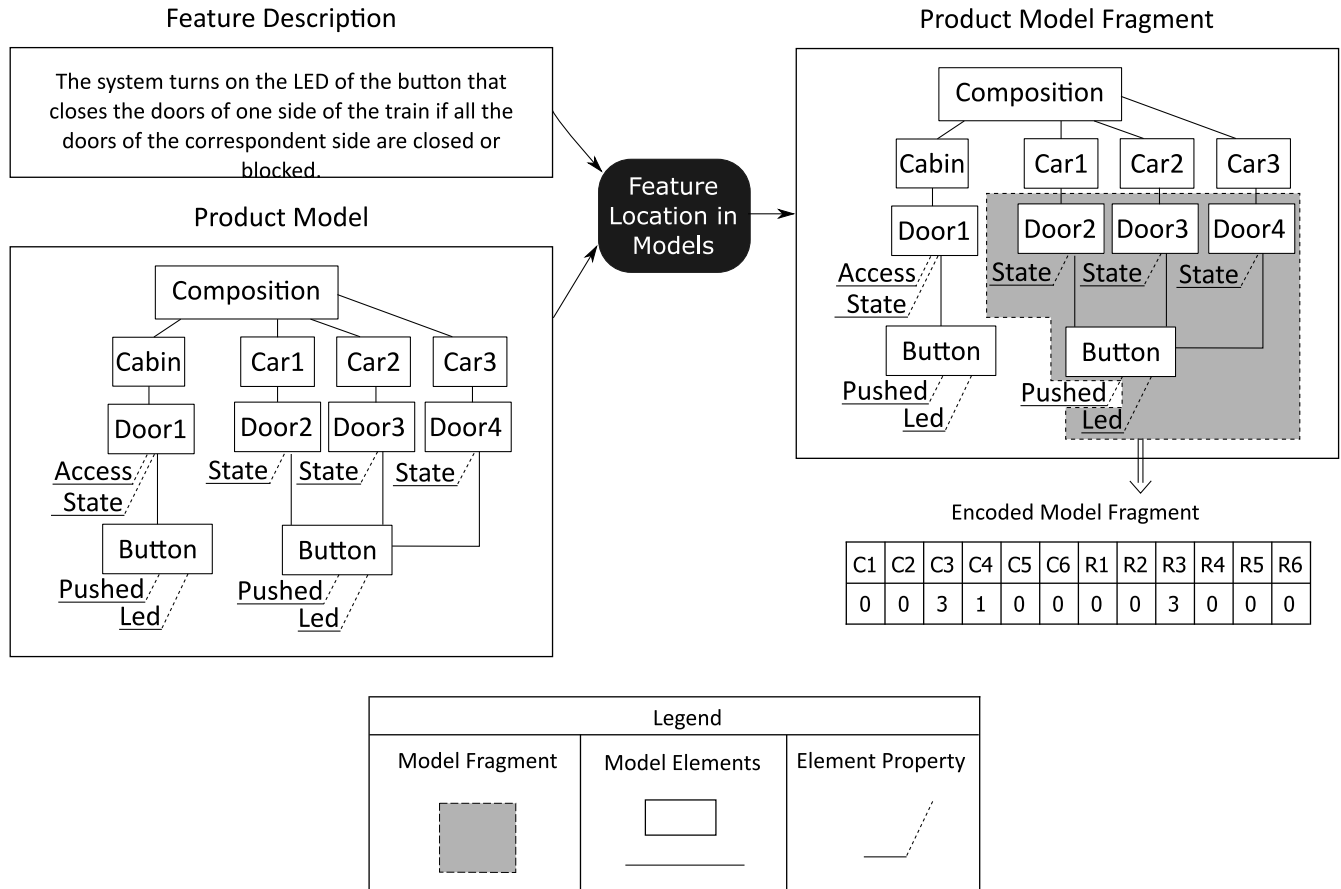 Feature Description
The system turns on the LED of the button that
closes the doors of one side of the train if all the
doors of the correspondent side are closed or
blocked.
Product Model
Composition
Cabin Car1 Car2 Car3
Door1 Door2 Door3 Door4
Access State State State
State
Button Button
Pushed Pushed
Led Led
Feature
Location in
Models
Product Model Fragment
Composition
Cabin Car1 Car2 Car3
Door1 Door2 Door3 Door4
Access State State State
State
Button Button
Pushed Pushed
Led Led
Encoded Model Fragment
C1 C2 C3 C4 C5 C6 R1 R2 R3 R4 R5 R6
0 0 3 1 0 0 0 0 3 0 0 0
Legend
Model Fragment Model Elements Element Property